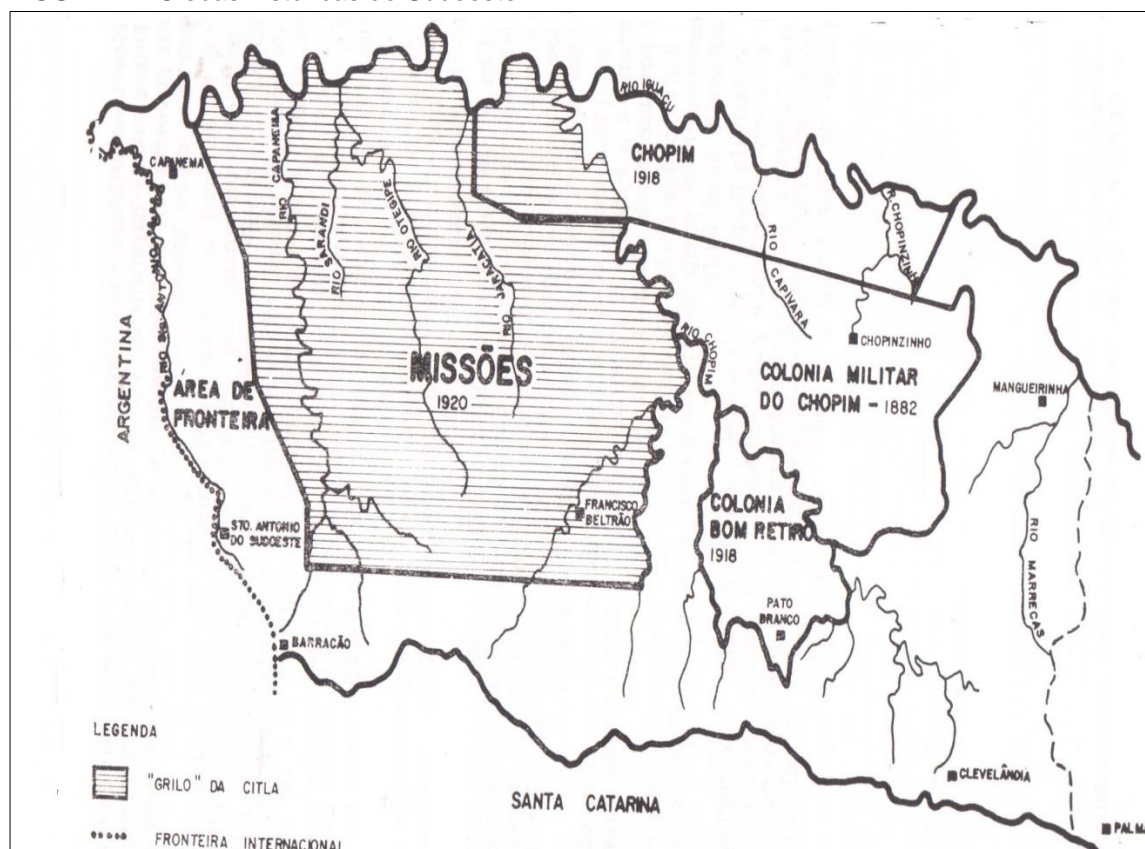 RIO IGUAÇU
CHOPIM
1918
CAPANEMA
RIO CAPANEMA
RIO SARANDI
RIO OTEGIPE
RIO JRACATIA
R. CHOPINZINHO
RIO CAPIVARA
RIO STO. ANTONIO
ARGENTINA
ÁREA DE
FRONTEIRA
MISSÕES
1920
RIO CHOPIM
CHOPINZINHO
COLONIA MILITAR
DO CHOPIM - 1882
MANGUEIRINHA
FRANCISCO
BELTRÃO
COLONIA
BOM RETIRO
1918
STO. ANTONIO
DO SUDOESTE
RIO MARRECAS
PATO
BRANCO
BARRACÃO
LEGENDA
"GRILO" DA CITLA
CLEVELÂNDIA
SANTA CATARINA
PALMA
FRONTEIRA INTERNACIONAL